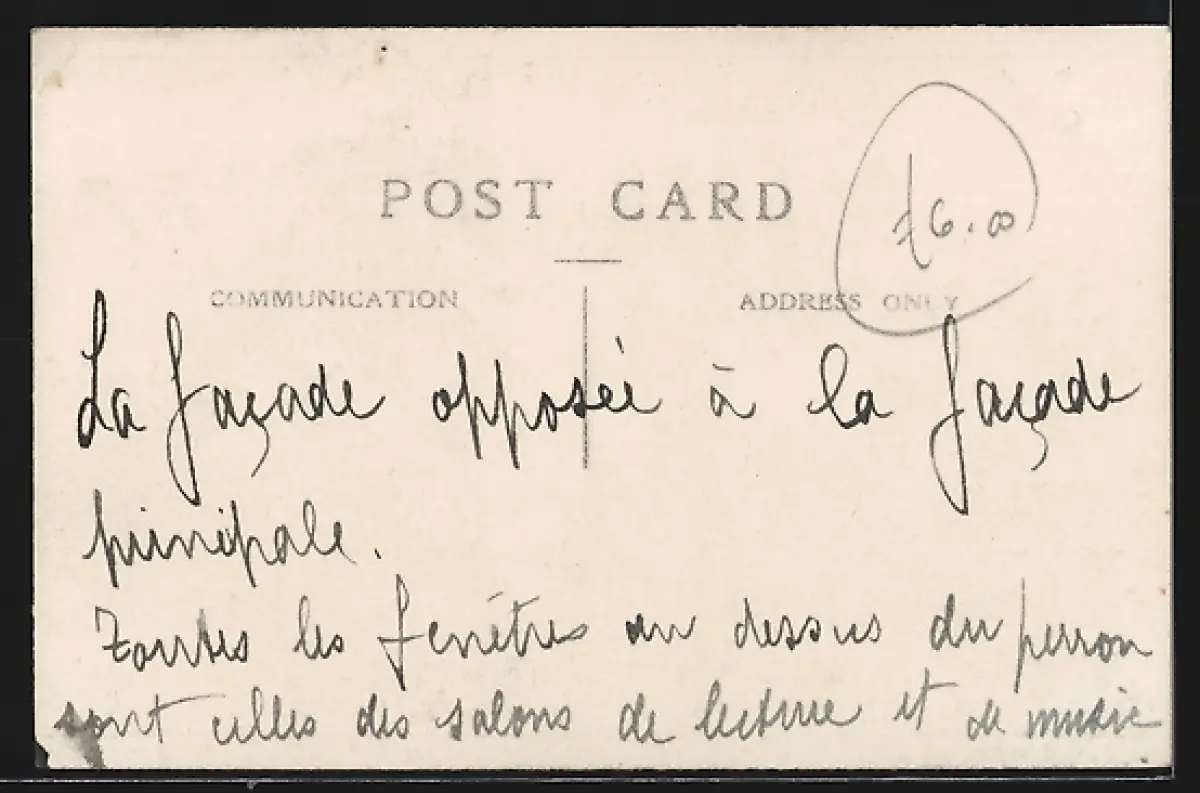 POST CARD
£6.00
COMMUNICATION
ADDRESS ONLY
La façade opposée à la façade
principale.
Toutes les fenêtres au dessus du perron
sont celles des salons de lecture et de music